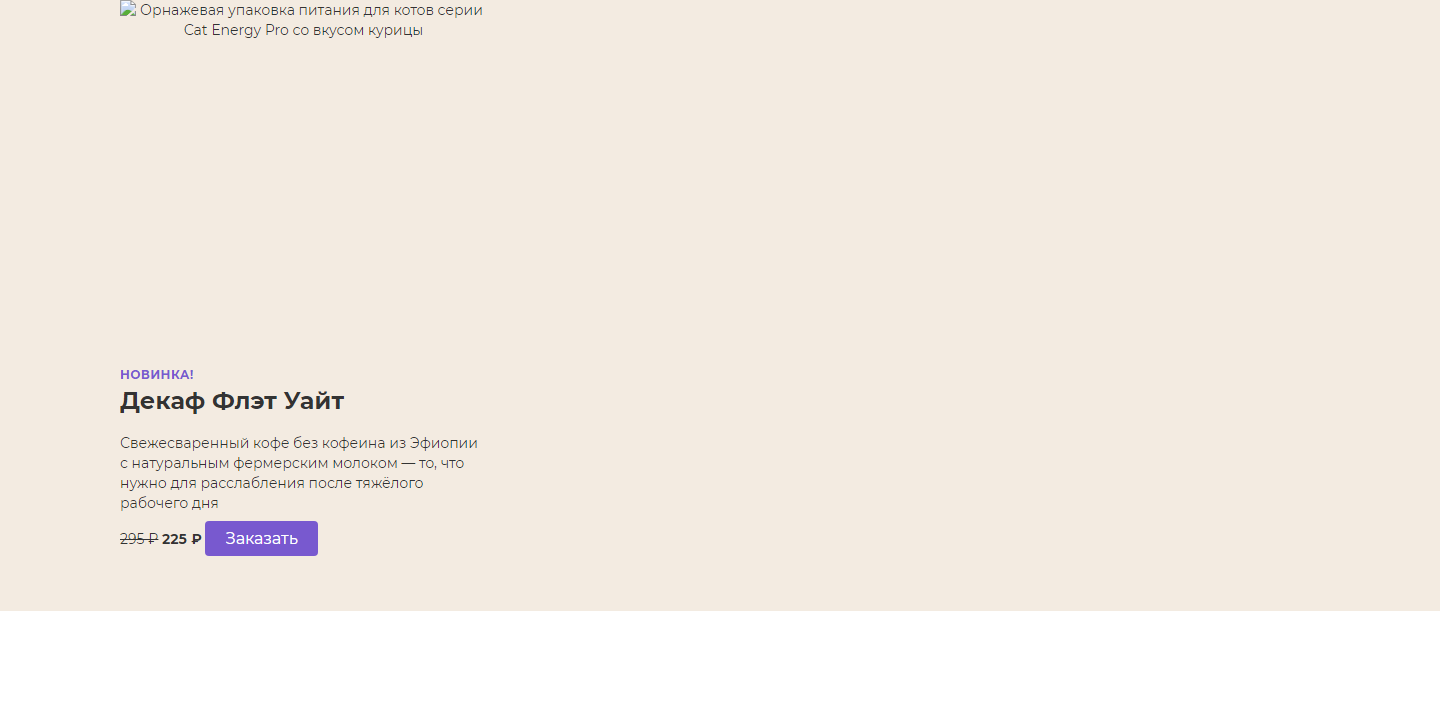 Орнажевая упаковка питания для котов серии
Cat Energy Pro со вкусом курицы
НОВИНКА!
Декаф Флэт Уайт
Свежесваренный кофе без кофеина из Эфиопии
с натуральным фермерским молоком — то, что
нужно для расслабления после тяжёлого
рабочего дня
295 ₽ 225 ₽ Заказать